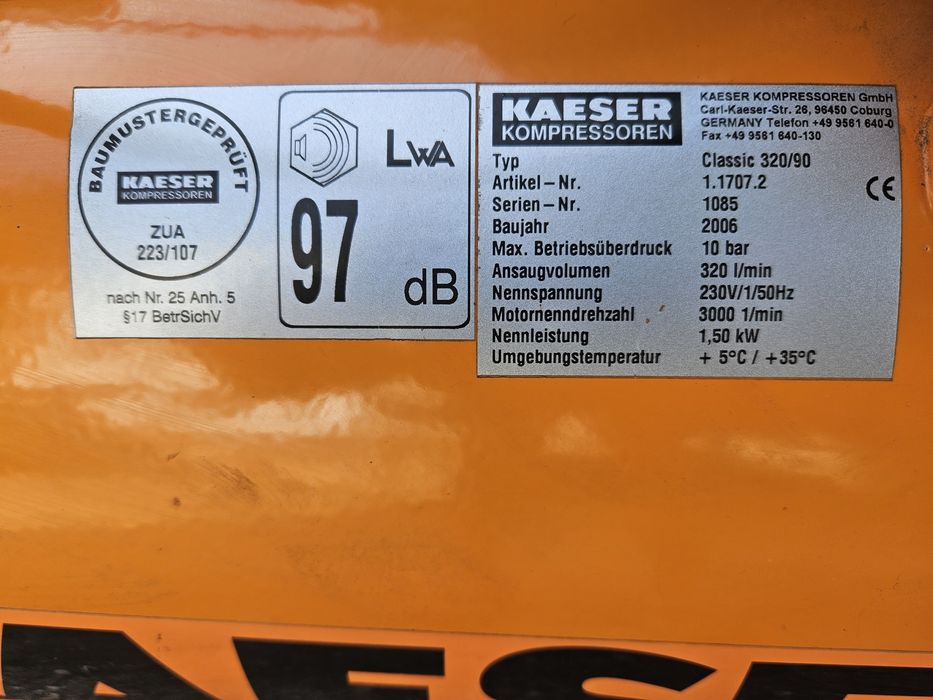 BAUMUSTERGEPRÜFT
KAESER
KOMPRESSOREN
ZUA
223/107
nach Nr. 25 Anh. 5
§17 BetrSichV
LWA
97
dB
KAESER
KOMPRESSOREN
KAESER KOMPRESSOREN GmbH
Carl-Kaeser-Str. 26, 96450 Coburg
GERMANY Telefon +49 9561 640-0
Fax +49 9561 640-130
Typ Classic 320/90
Artikel–Nr. 1.1707.2
CE
Serien–Nr. 1085
Baujahr 2006
Max. Betriebsüberdruck 10 bar
Ansaugvolumen 320 l/min
Nennspannung 230V/1/50Hz
Motornenndrehzahl 3000 1/min
Nennleistung 1,50 kW
Umgebungstemperatur + 5°C / +35°C
AESE